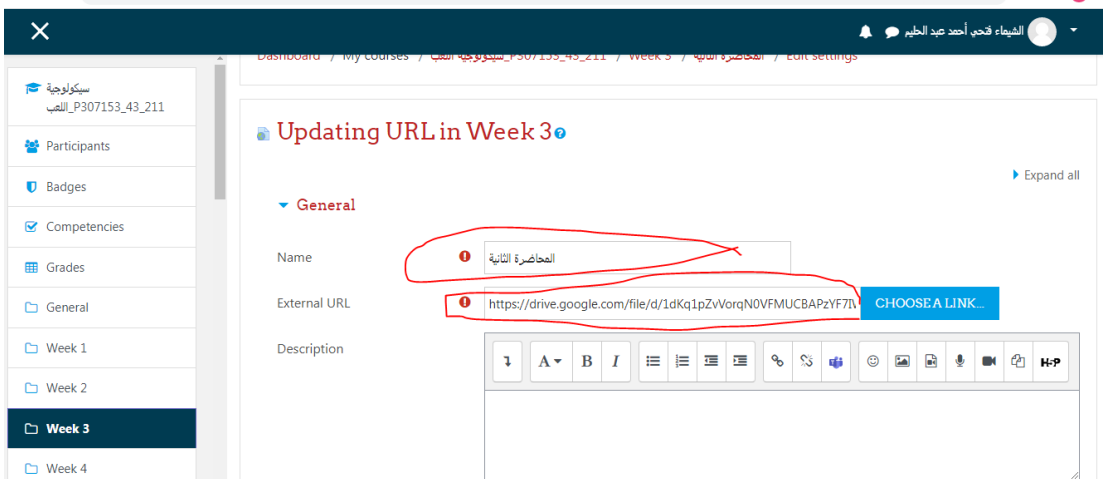 الشيماء فتحي أحمد عبد الحليم
Dashboard / My courses / سيكولوجية اللعب_P307153_43_211 / Week 3 / المحاضرة الثانية / Edit settings
سيكولوجية
اللعب_P307153_43_211
Participants
Badges
Competencies
Grades
General
Week 1
Week 2
Week 3
Week 4
Updating URL in Week 3
Expand all
General
Name
المحاضرة الثانية
External URL
https://drive.google.com/file/d/1dKq1pZvVorqN0VFMUCBAPzYF7I
CHOOSE A LINK...
Description
A
B
I
H-P